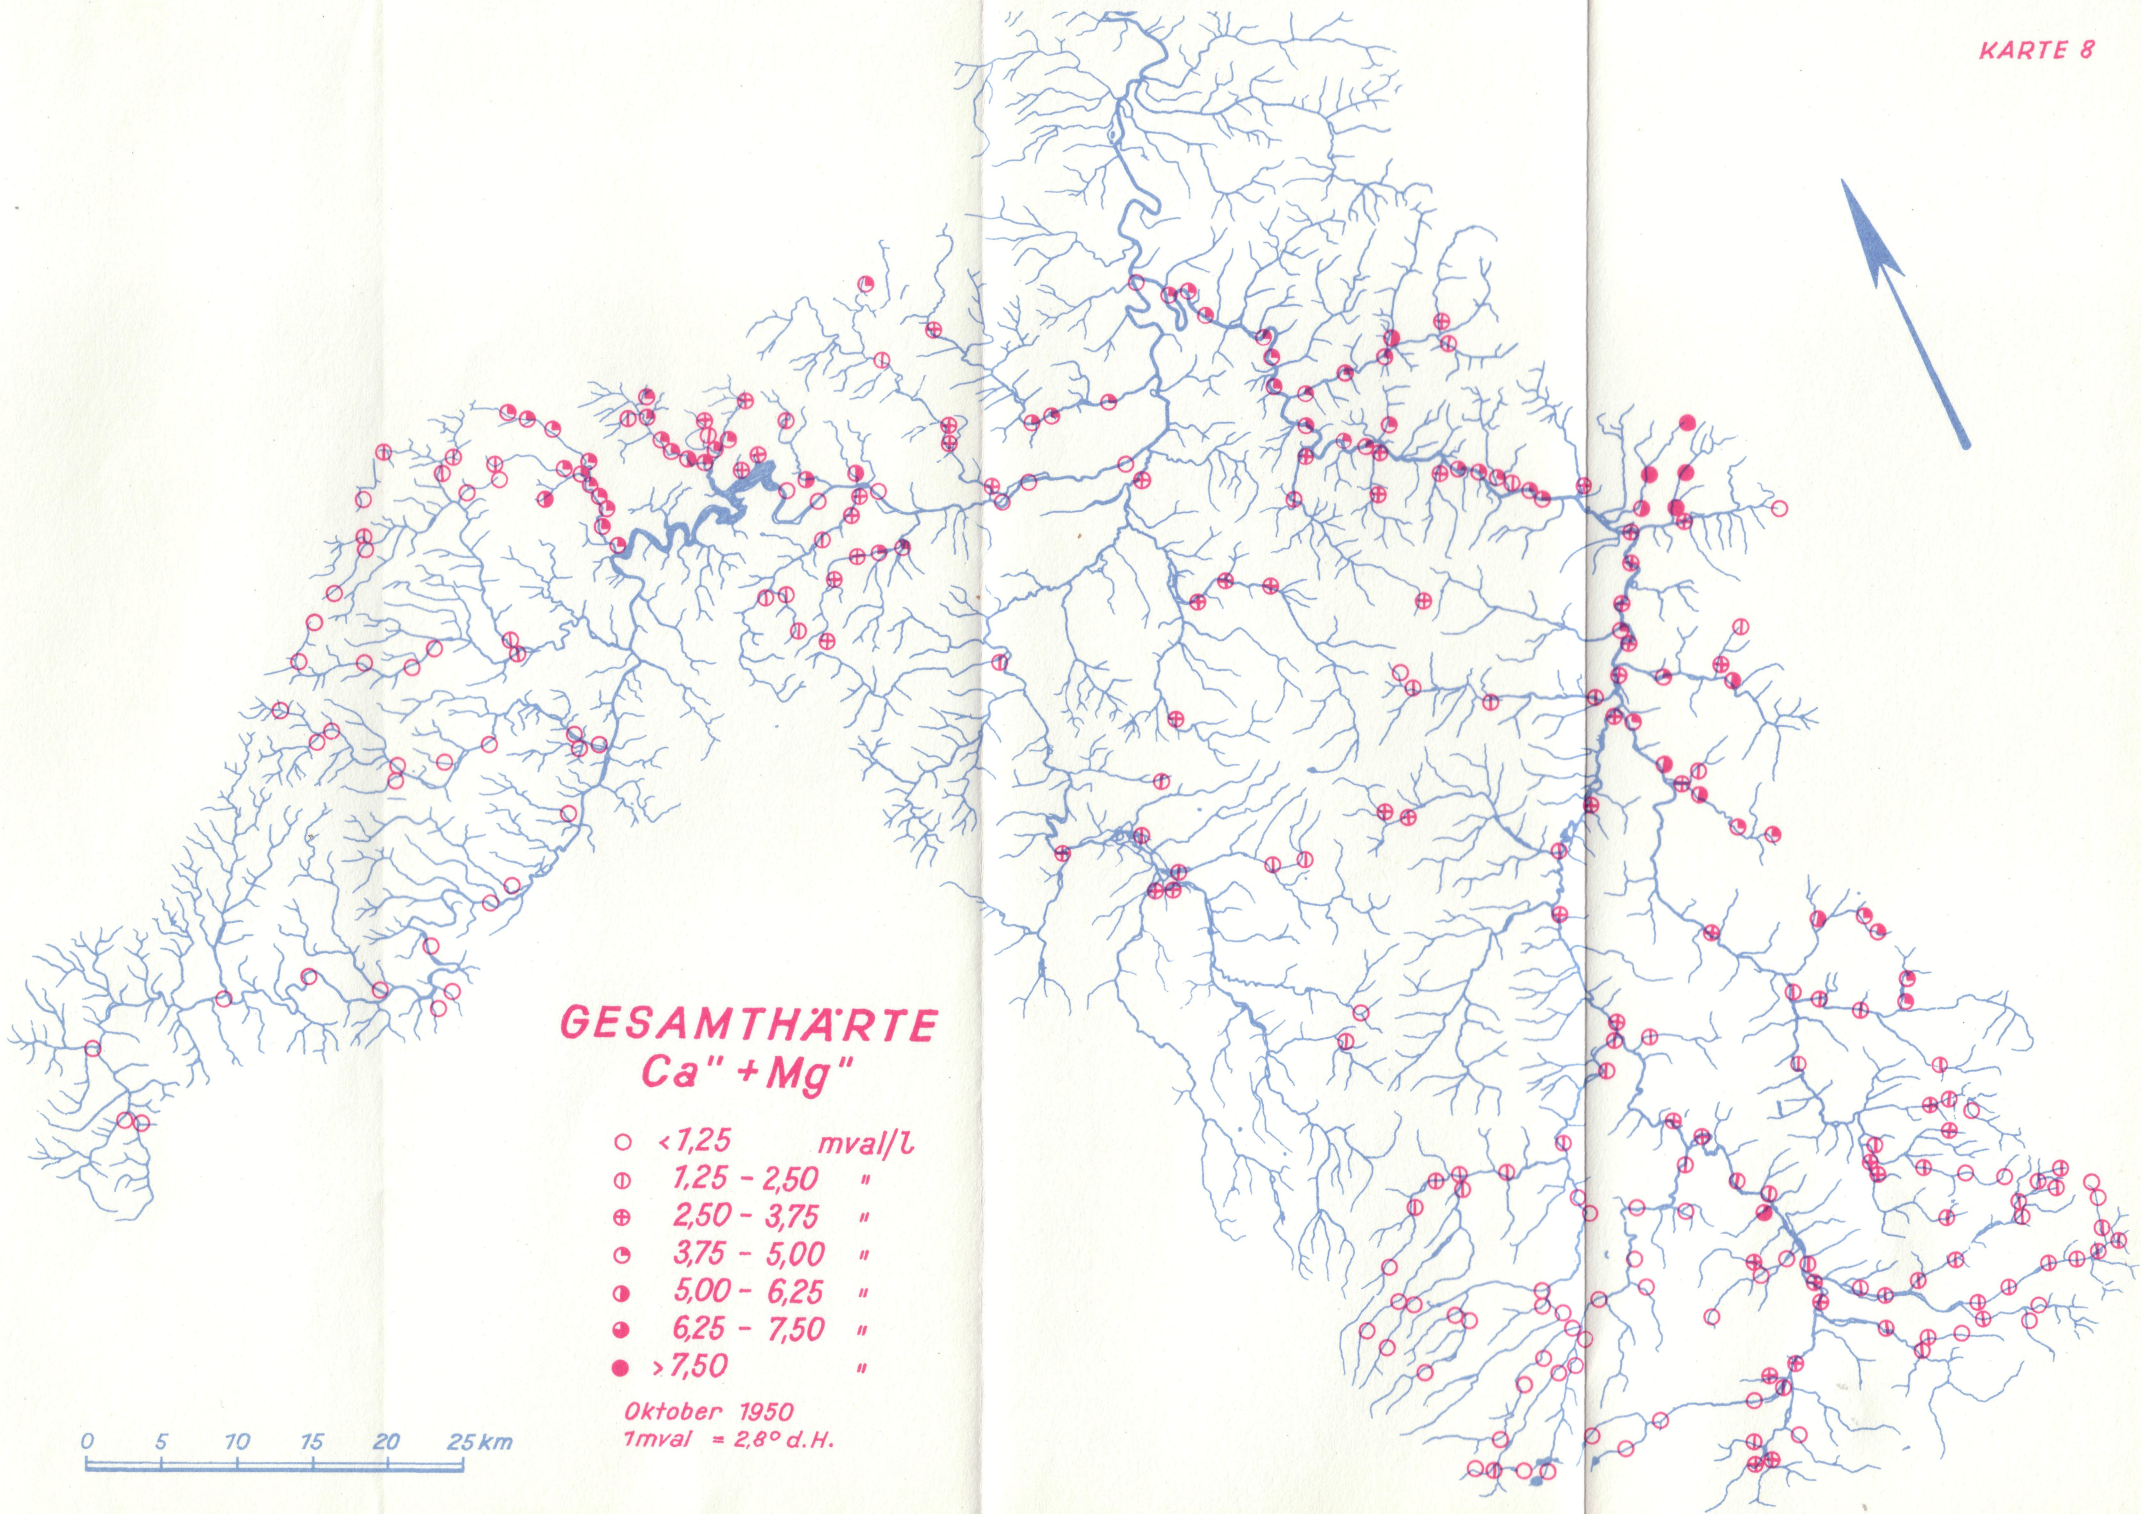 KARTE 8
GESAMTHÄRTE
Ca" + Mg"
< 1,25 mval/l
1,25 - 2,50 "
2,50 - 3,75 "
3,75 - 5,00 "
5,00 - 6,25 "
6,25 - 7,50 "
> 7,50 "
Oktober 1950
1mval = 2,8° d.H.
0 5 10 15 20 25 km